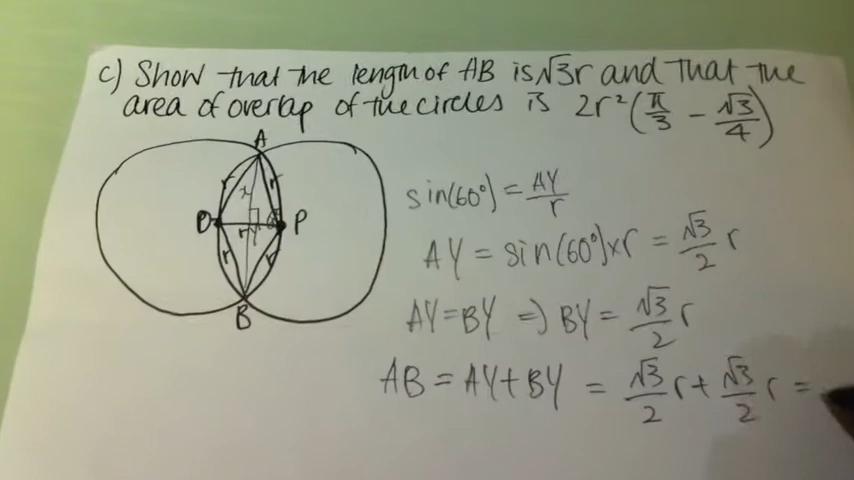 c) Show that the length of AB is √3r and that the
area of overlap of the circles is 2r²(π/3 - √3/4)
A
sin(60°) = AY/r
r x r
O r Y P
AY = sin(60°)xr = √3/2 r
r r
B
AY=BY => BY = √3/2 r
AB = AY+BY = √3/2 r + √3/2 r =